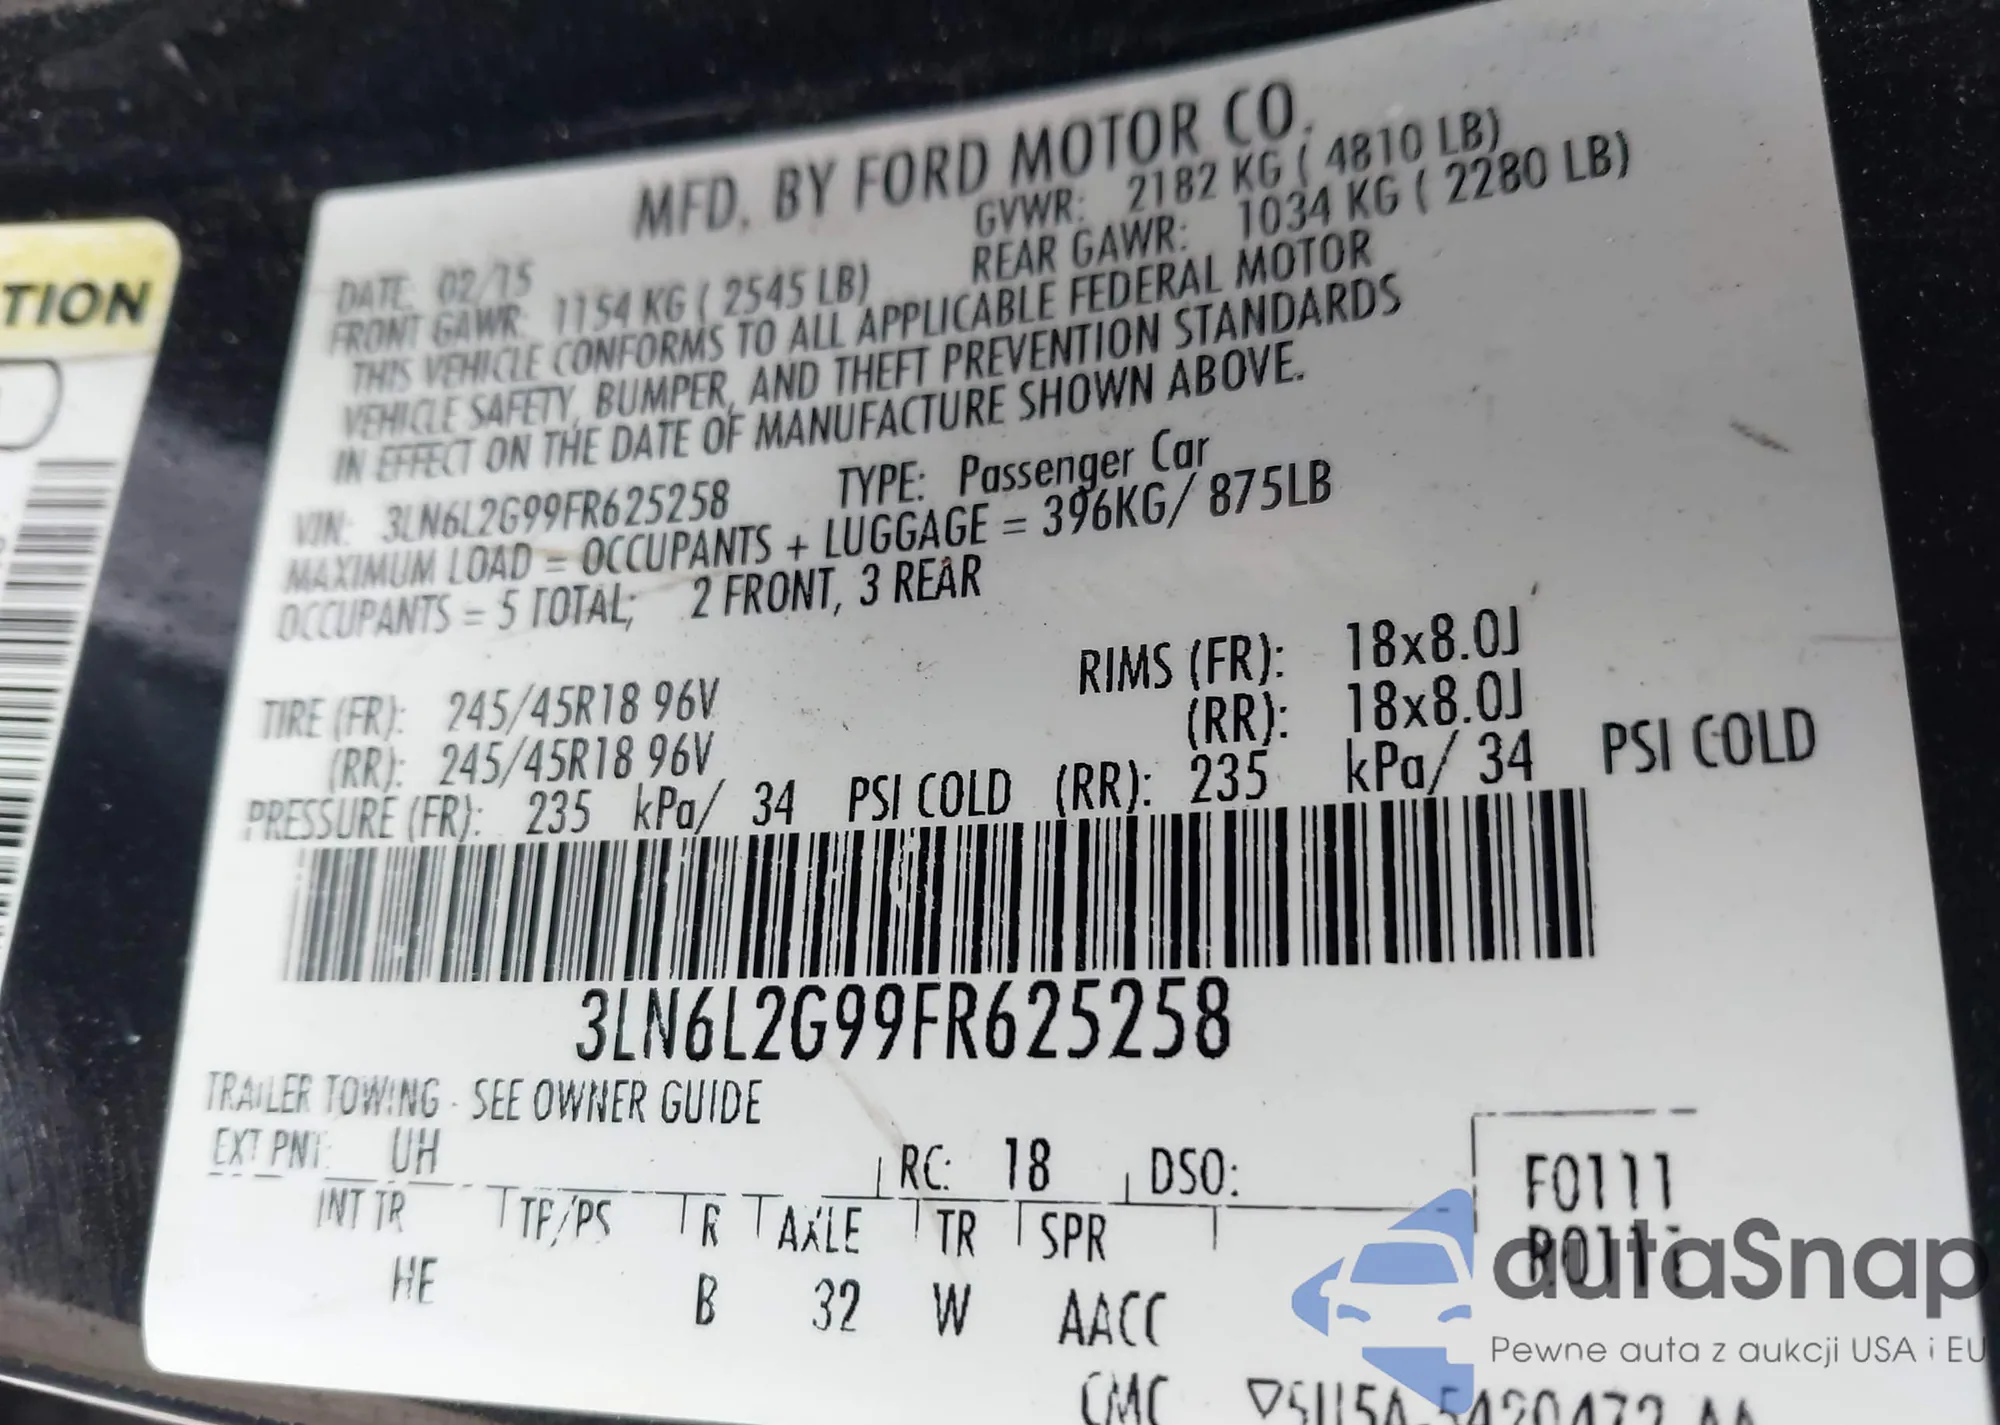 TION
MFD. BY FORD MOTOR CO.
DATE: 02/15 GVWR: 2182 KG ( 4810 LB)
FRONT GAWR: 1154 KG ( 2545 LB) REAR GAWR: 1034 KG ( 2280 LB)
THIS VEHICLE CONFORMS TO ALL APPLICABLE FEDERAL MOTOR
VEHICLE SAFETY, BUMPER, AND THEFT PREVENTION STANDARDS
IN EFFECT ON THE DATE OF MANUFACTURE SHOWN ABOVE.
VIN: 3LN6L2G99FR625258 TYPE: Passenger Car
MAXIMUM LOAD = OCCUPANTS + LUGGAGE = 396KG/ 875LB
OCCUPANTS = 5 TOTAL; 2 FRONT, 3 REAR
TIRE (FR): 245/45R18 96V RIMS (FR): 18x8.0J
(RR): 245/45R18 96V (RR): 18x8.0J
PRESSURE (FR): 235 kPa/ 34 PSI COLD (RR): 235 kPa/ 34 PSI COLD
3LN6L2G99FR625258
TRAILER TOWING - SEE OWNER GUIDE
EXT PNT: UH RC: 18 DSO: F0111
INT TR TP/PS R AXLE TR SPR
HE B 32 W AACC
CMC
autaSnap
Pewne auta z aukcji USA i EU